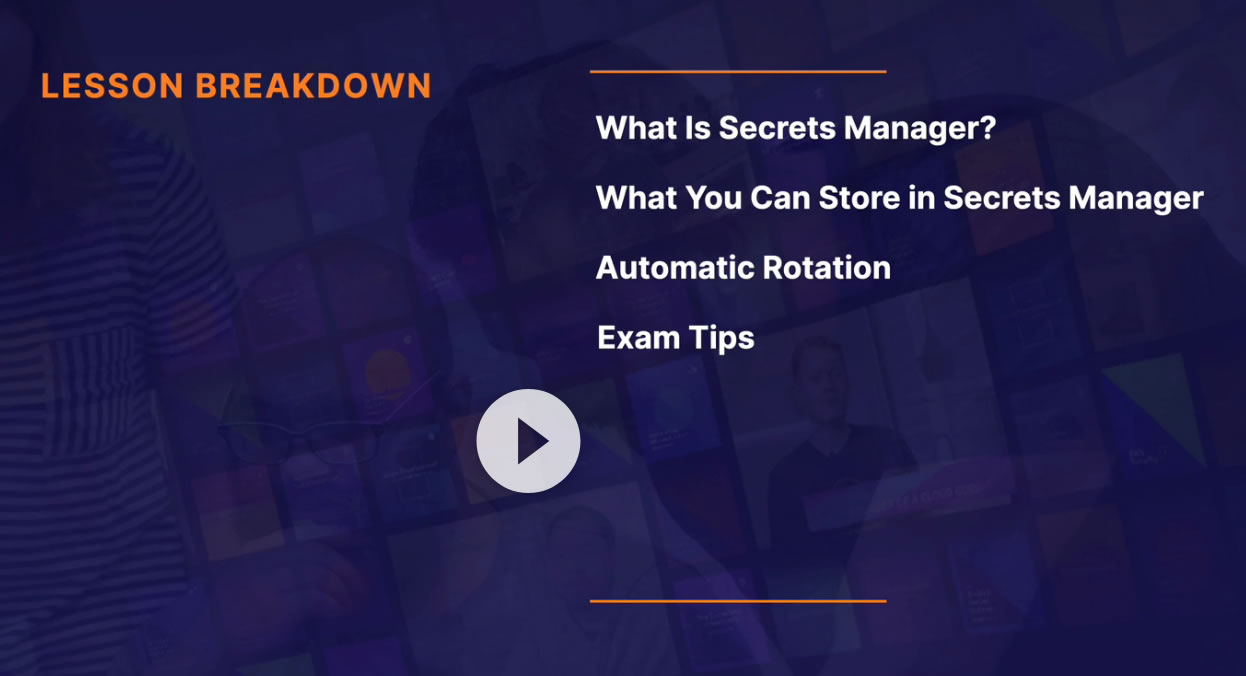 LESSON BREAKDOWN
What Is Secrets Manager?
What You Can Store in Secrets Manager
Automatic Rotation
Exam Tips